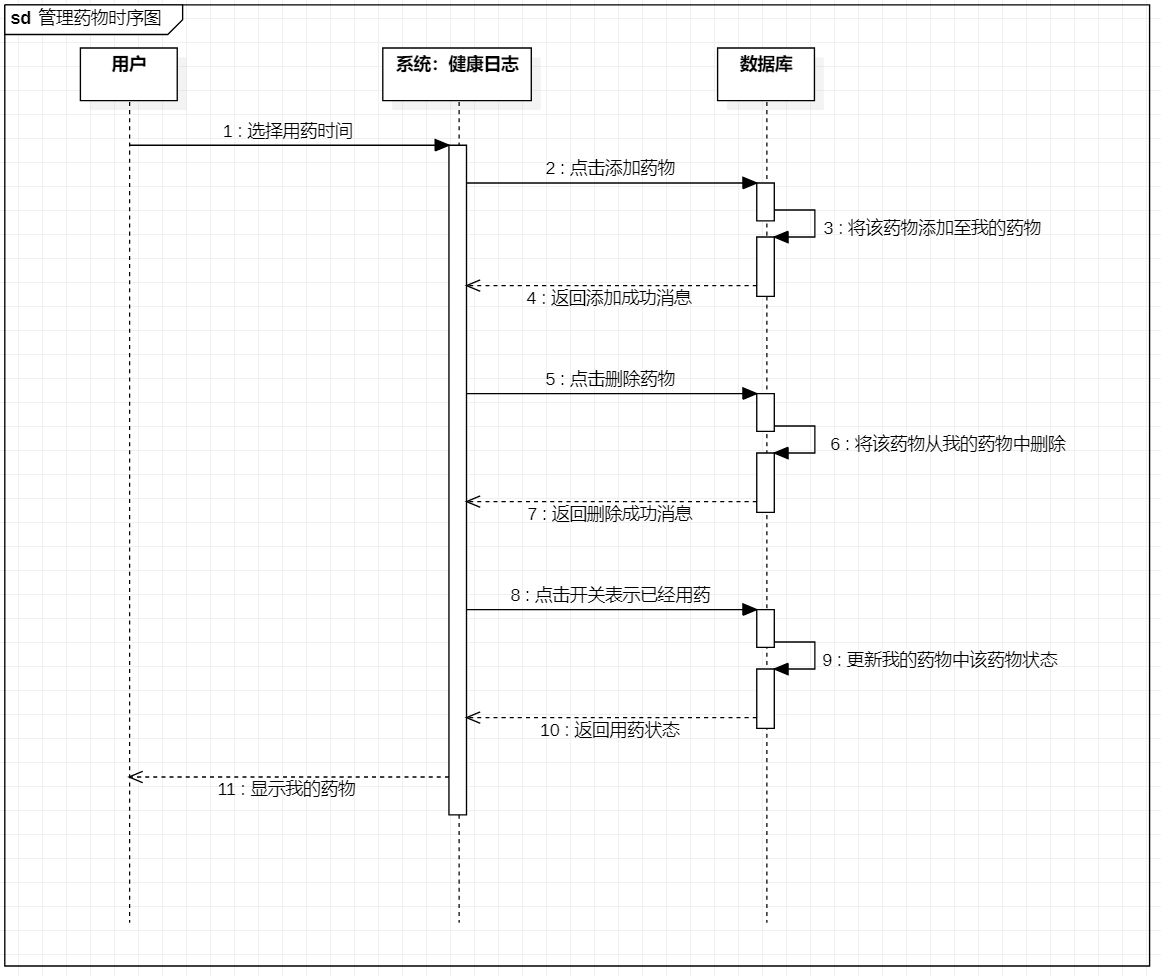 sd 管理药物时序图
用户
系统：健康日志
数据库
1 : 选择用药时间
2 : 点击添加药物
3 : 将该药物添加至我的药物
4 : 返回添加成功消息
5 : 点击删除药物
6 : 将该药物从我的药物中删除
7 : 返回删除成功消息
8 : 点击开关表示已经用药
9 : 更新我的药物中该药物状态
10 : 返回用药状态
11 : 显示我的药物